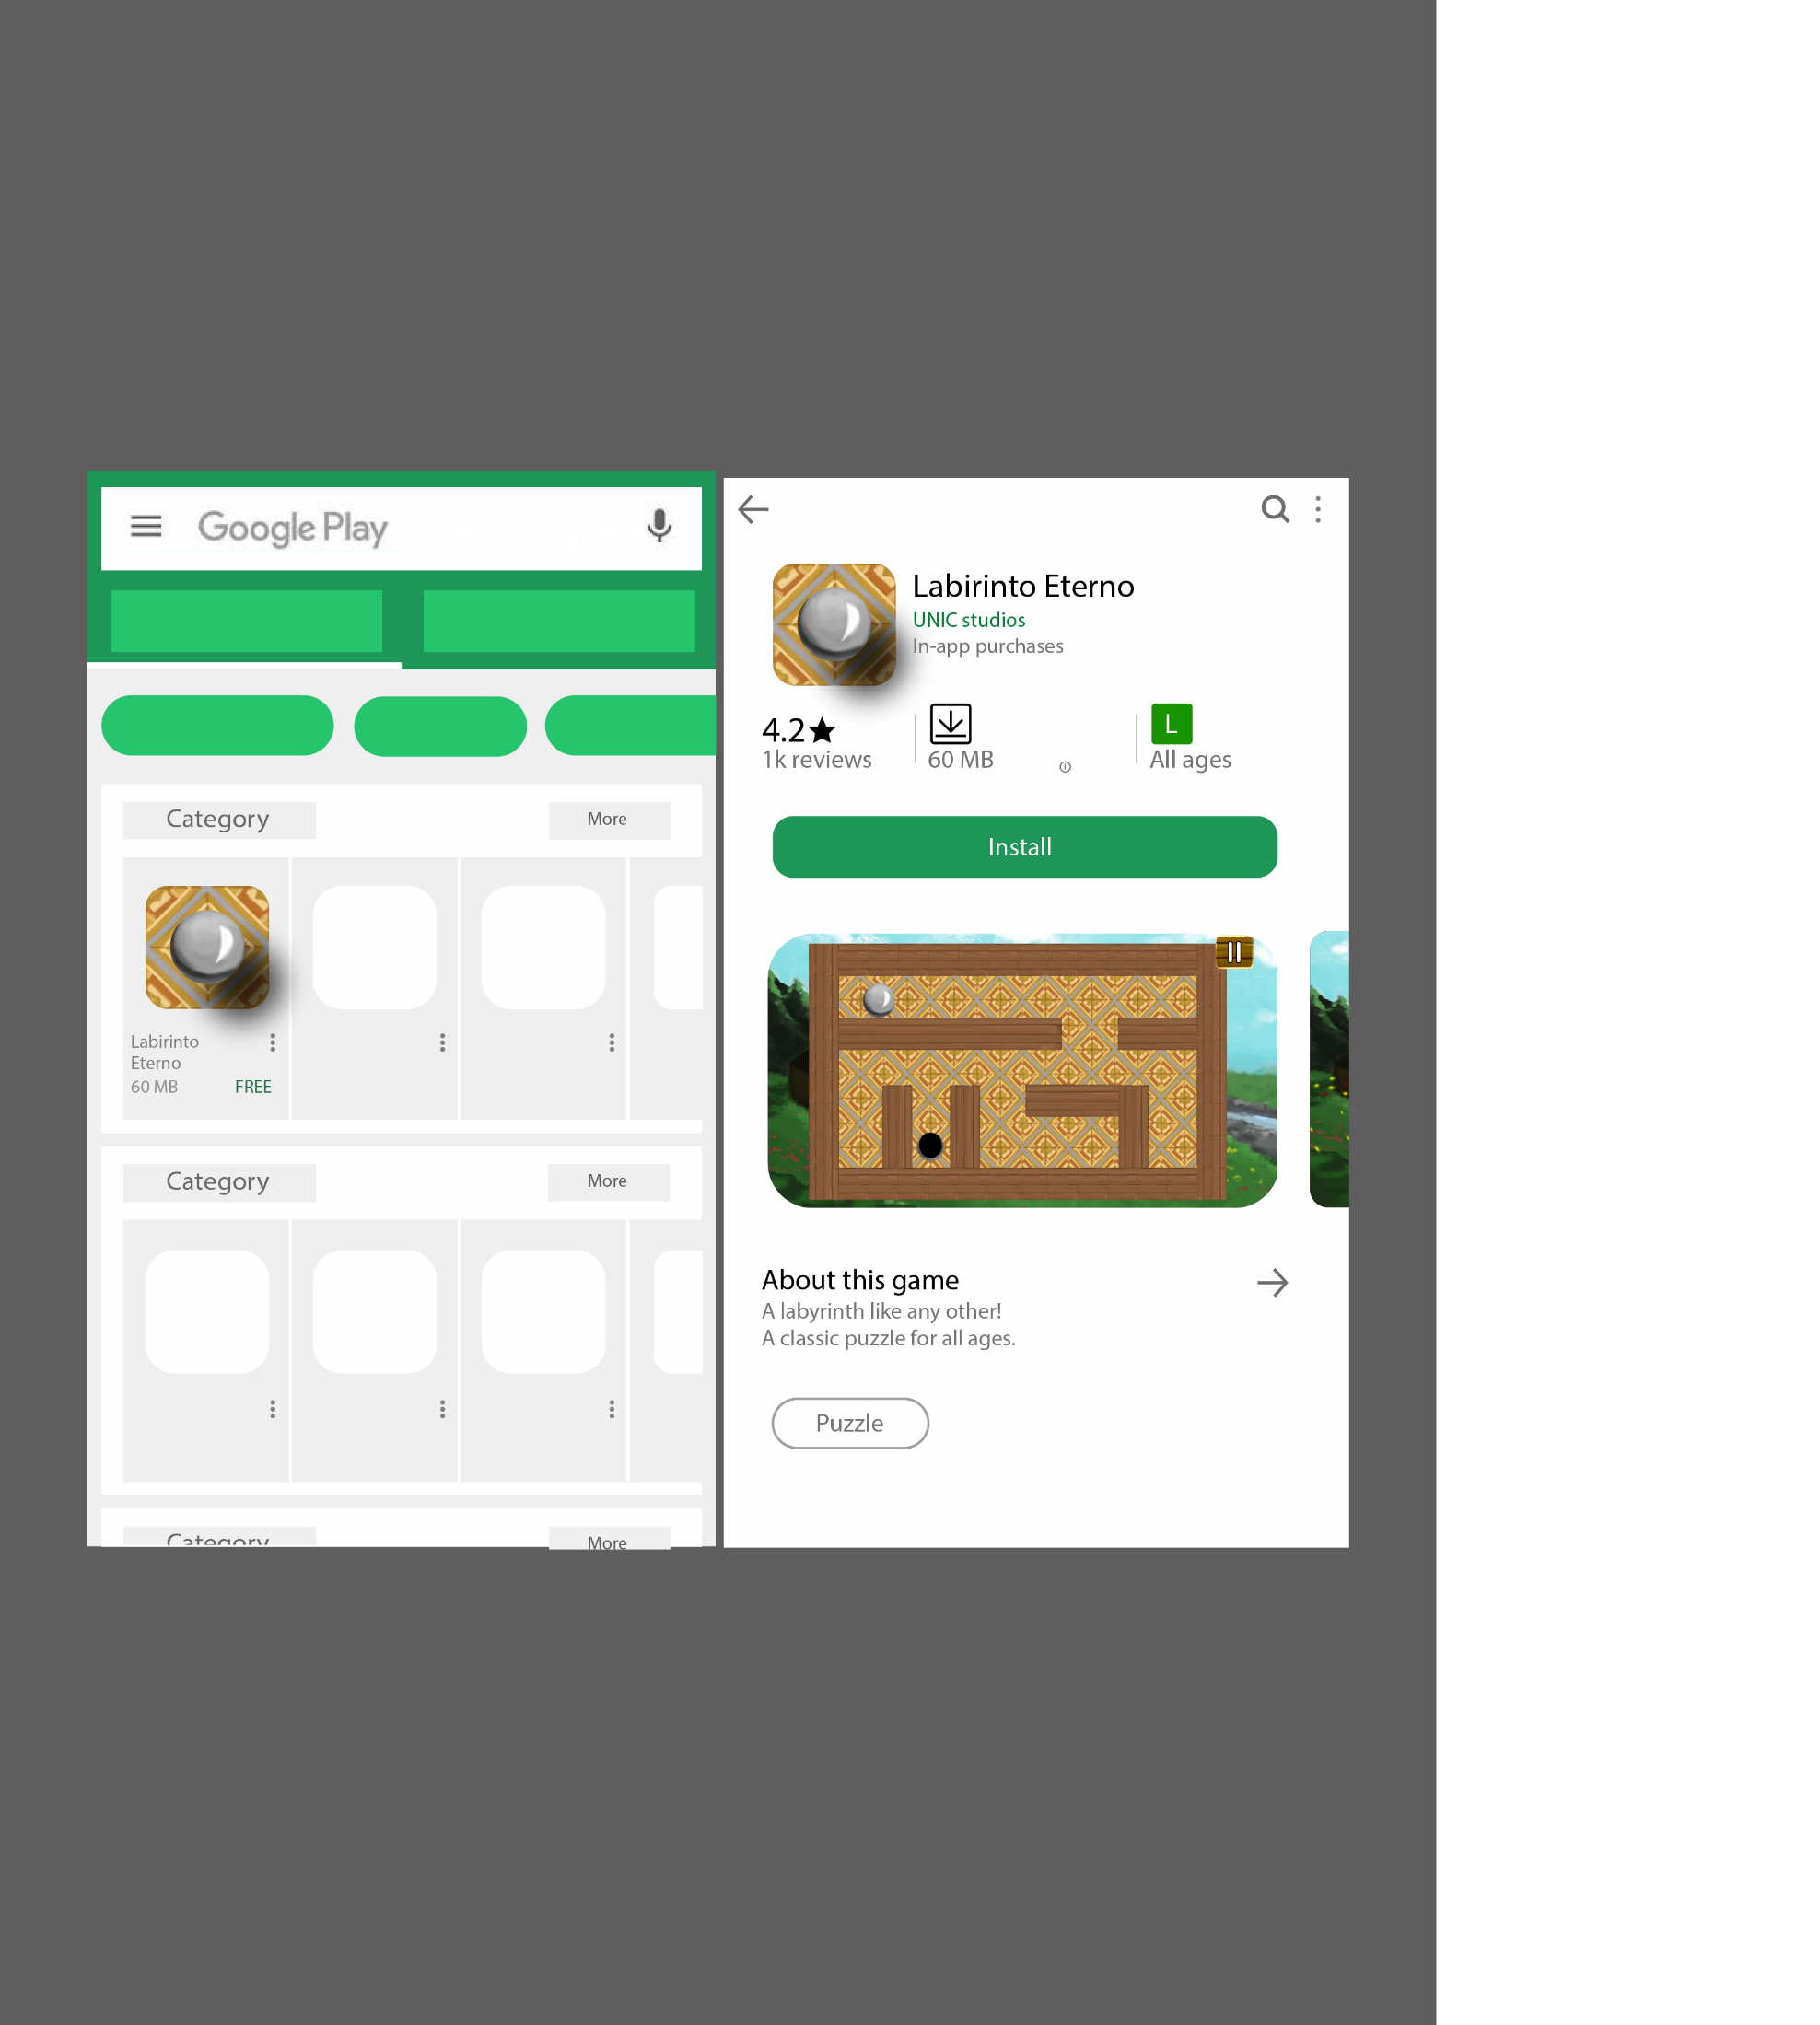 Google Play
Category
More
Labirinto
Eterno
60 MB
FREE
Category
More
Category
More
Labirinto Eterno
UNIC studios
In-app purchases
4.2★
1k reviews
60 MB
L
All ages
Install
About this game
A labyrinth like any other!
A classic puzzle for all ages.
Puzzle